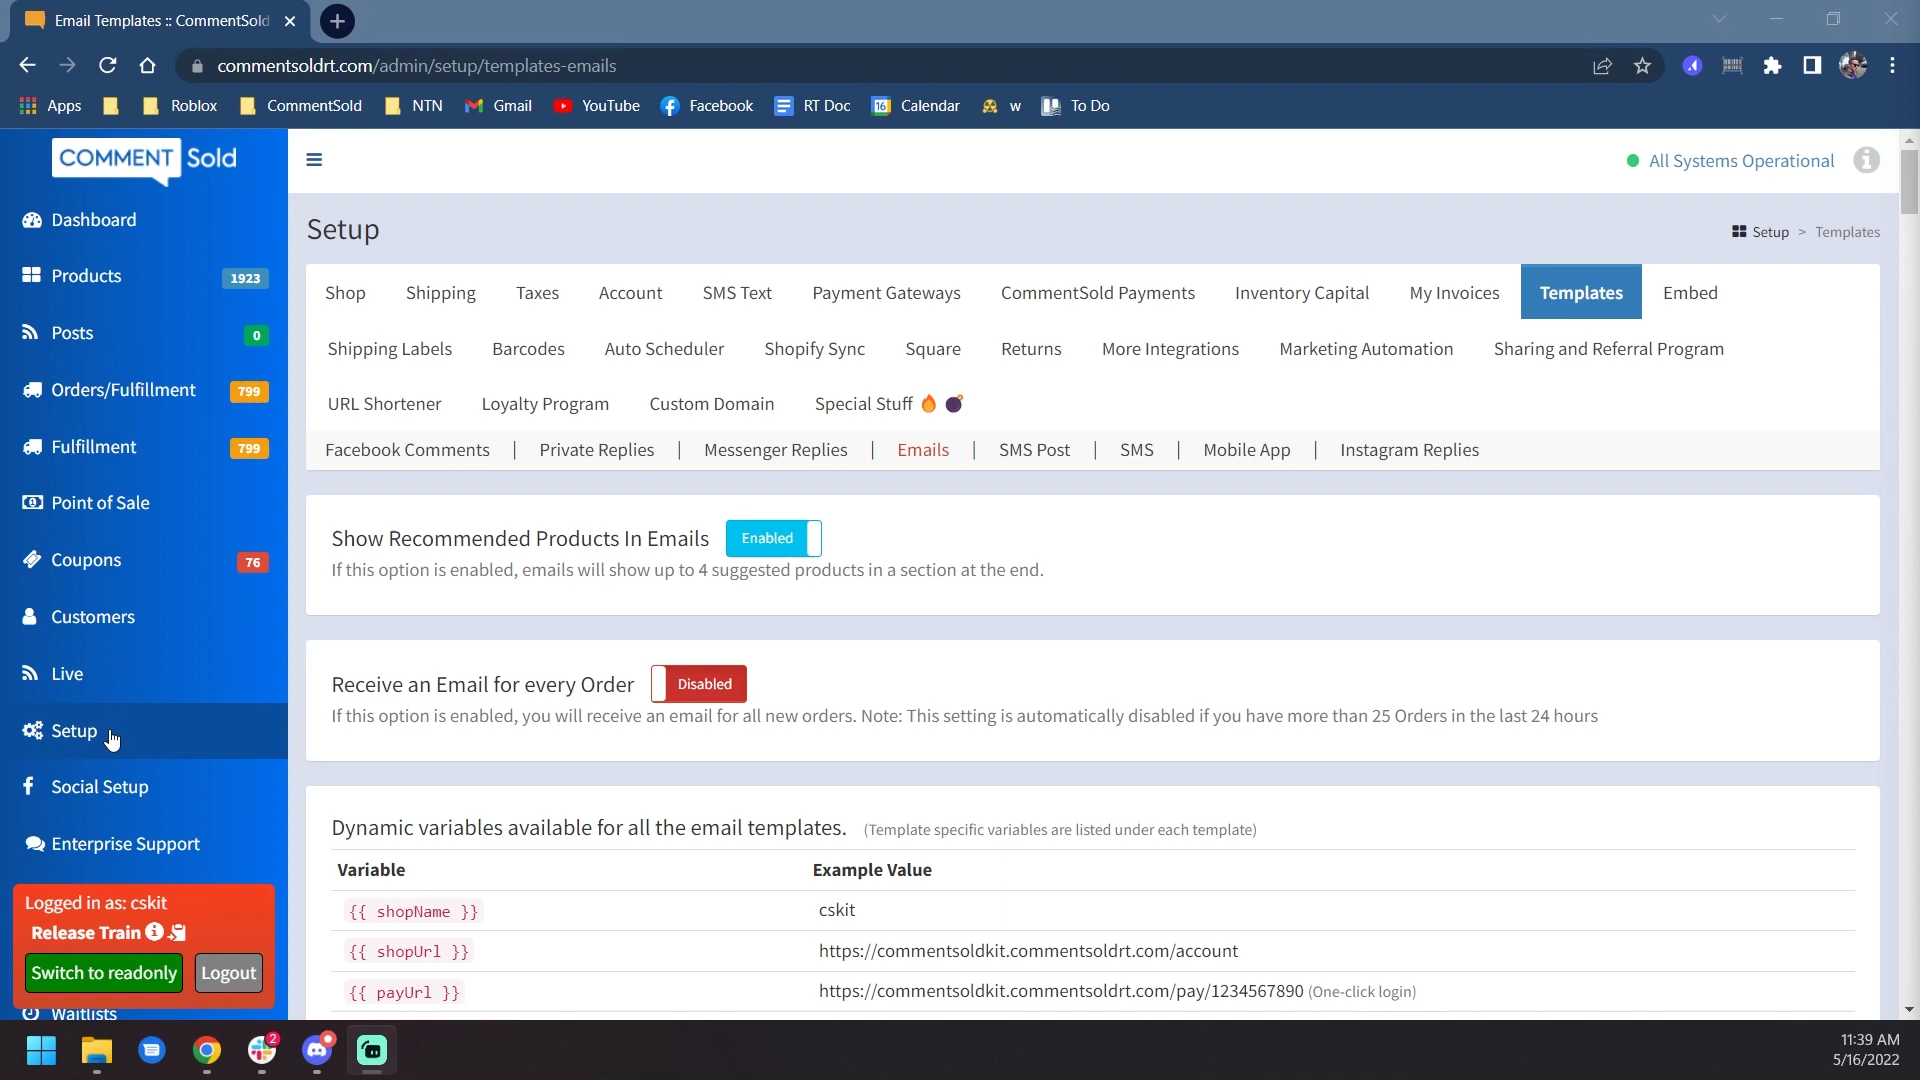 Email Templates :: CommentSold
commentsoldrt.com/admin/setup/templates-emails
Apps
Roblox
CommentSold
NTN
Gmail
YouTube
Facebook
RT Doc
16
Calendar
w
To Do
COMMENT Sold
Dashboard
Products 1923
Posts 0
Orders/Fulfillment 799
Fulfillment 799
Point of Sale
Coupons 76
Customers
Live
Setup
Social Setup
Enterprise Support
Logged in as: cskit
Release Train
Switch to readonly
Logout
Waitlists
All Systems Operational
Setup
Setup > Templates
Shop Shipping Taxes Account SMS Text Payment Gateways CommentSold Payments Inventory Capital My Invoices Templates Embed
Shipping Labels Barcodes Auto Scheduler Shopify Sync Square Returns More Integrations Marketing Automation Sharing and Referral Program
URL Shortener Loyalty Program Custom Domain Special Stuff 🔥 💣
Facebook Comments | Private Replies | Messenger Replies | Emails | SMS Post | SMS | Mobile App | Instagram Replies
Show Recommended Products In Emails Enabled
If this option is enabled, emails will show up to 4 suggested products in a section at the end.
Receive an Email for every Order Disabled
If this option is enabled, you will receive an email for all new orders. Note: This setting is automatically disabled if you have more than 25 Orders in the last 24 hours
Dynamic variables available for all the email templates. (Template specific variables are listed under each template)
Variable Example Value
{{ shopName }} cskit
{{ shopUrl }} https://commentsoldkit.commentsoldrt.com/account
{{ payUrl }} https://commentsoldkit.commentsoldrt.com/pay/1234567890 (One-click login)
2
11:39 AM
5/16/2022